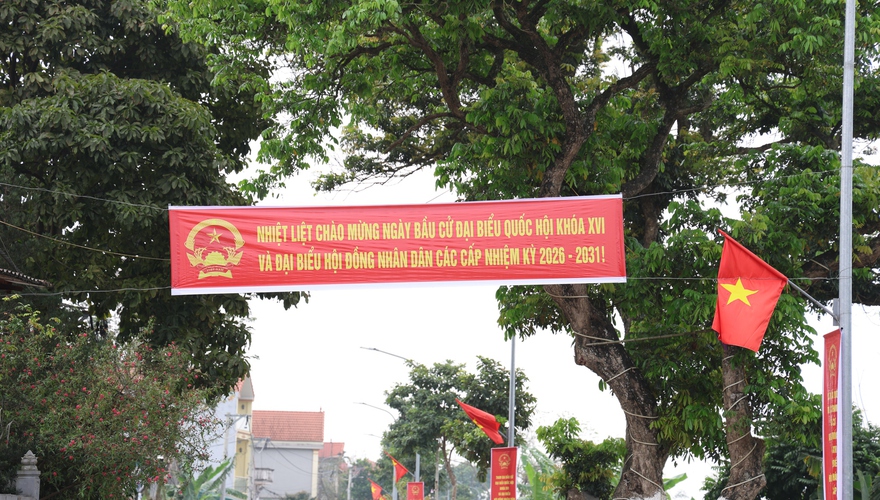 NHIỆT LIỆT CHÀO MỪNG NGÀY BẦU CỬ ĐẠI BIỂU QUỐC HỘI KHÓA XVI
VÀ ĐẠI BIỂU HỘI ĐỒNG NHÂN DÂN CÁC CẤP NHIỆM KỲ 2026 - 2031!